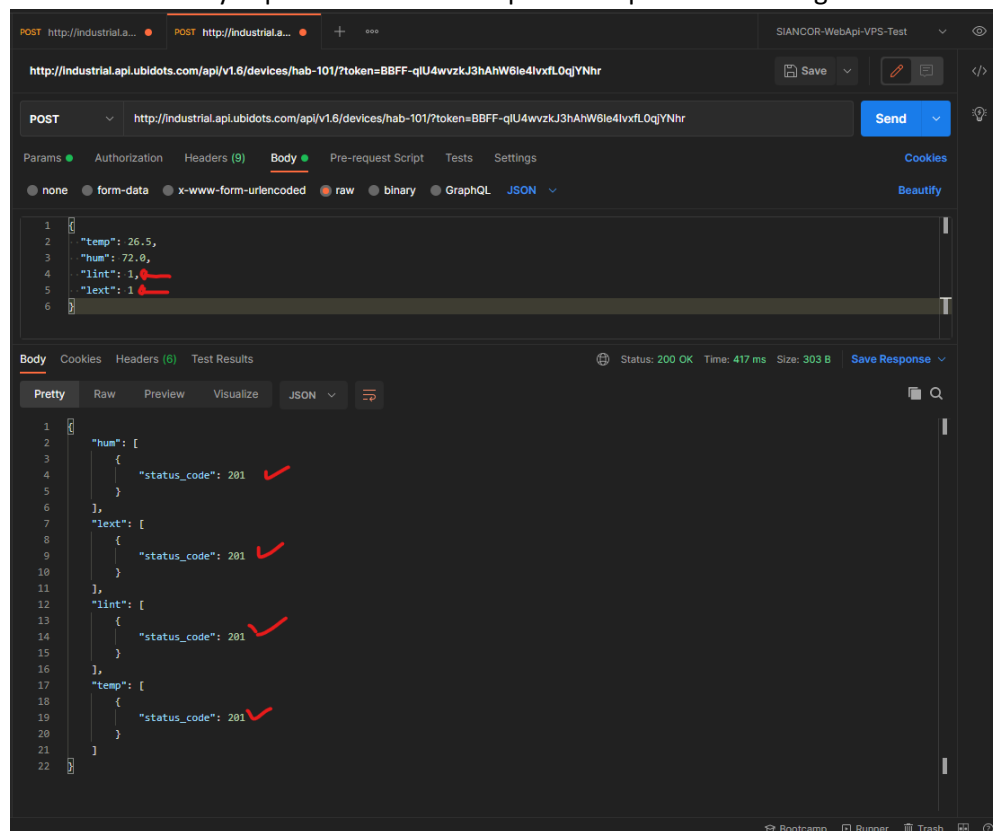 POST http://industrial.a... POST http://industrial.a... + ooo SIANCOR-WebApi-VPS-Test
http://industrial.api.ubidots.com/api/v1.6/devices/hab-101/?token=BBFF-qIU4wvzkJ3hAhW6Ie4IvxfL0qjYNhr Save </>
POST http://industrial.api.ubidots.com/api/v1.6/devices/hab-101/?token=BBFF-qIU4wvzkJ3hAhW6Ie4IvxfL0qjYNhr Send
Params Authorization Headers (9) Body Pre-request Script Tests Settings Cookies
none form-data x-www-form-urlencoded raw binary GraphQL JSON Beautify
1 {
2 "temp": 26.5,
3 "hum": 72.0,
4 "lint": 1,
5 "lext": 1
6 }
Body Cookies Headers (6) Test Results Status: 200 OK Time: 417 ms Size: 303 B Save Response
Pretty Raw Preview Visualize JSON
1 {
2 "hum": [
3 {
4 "status_code": 201
5 }
6 ],
7 "lext": [
8 {
9 "status_code": 201
10 }
11 ],
12 "lint": [
13 {
14 "status_code": 201
15 }
16 ],
17 "temp": [
18 {
19 "status_code": 201
20 }
21 ]
22 }
Bootcamp Runner Trash